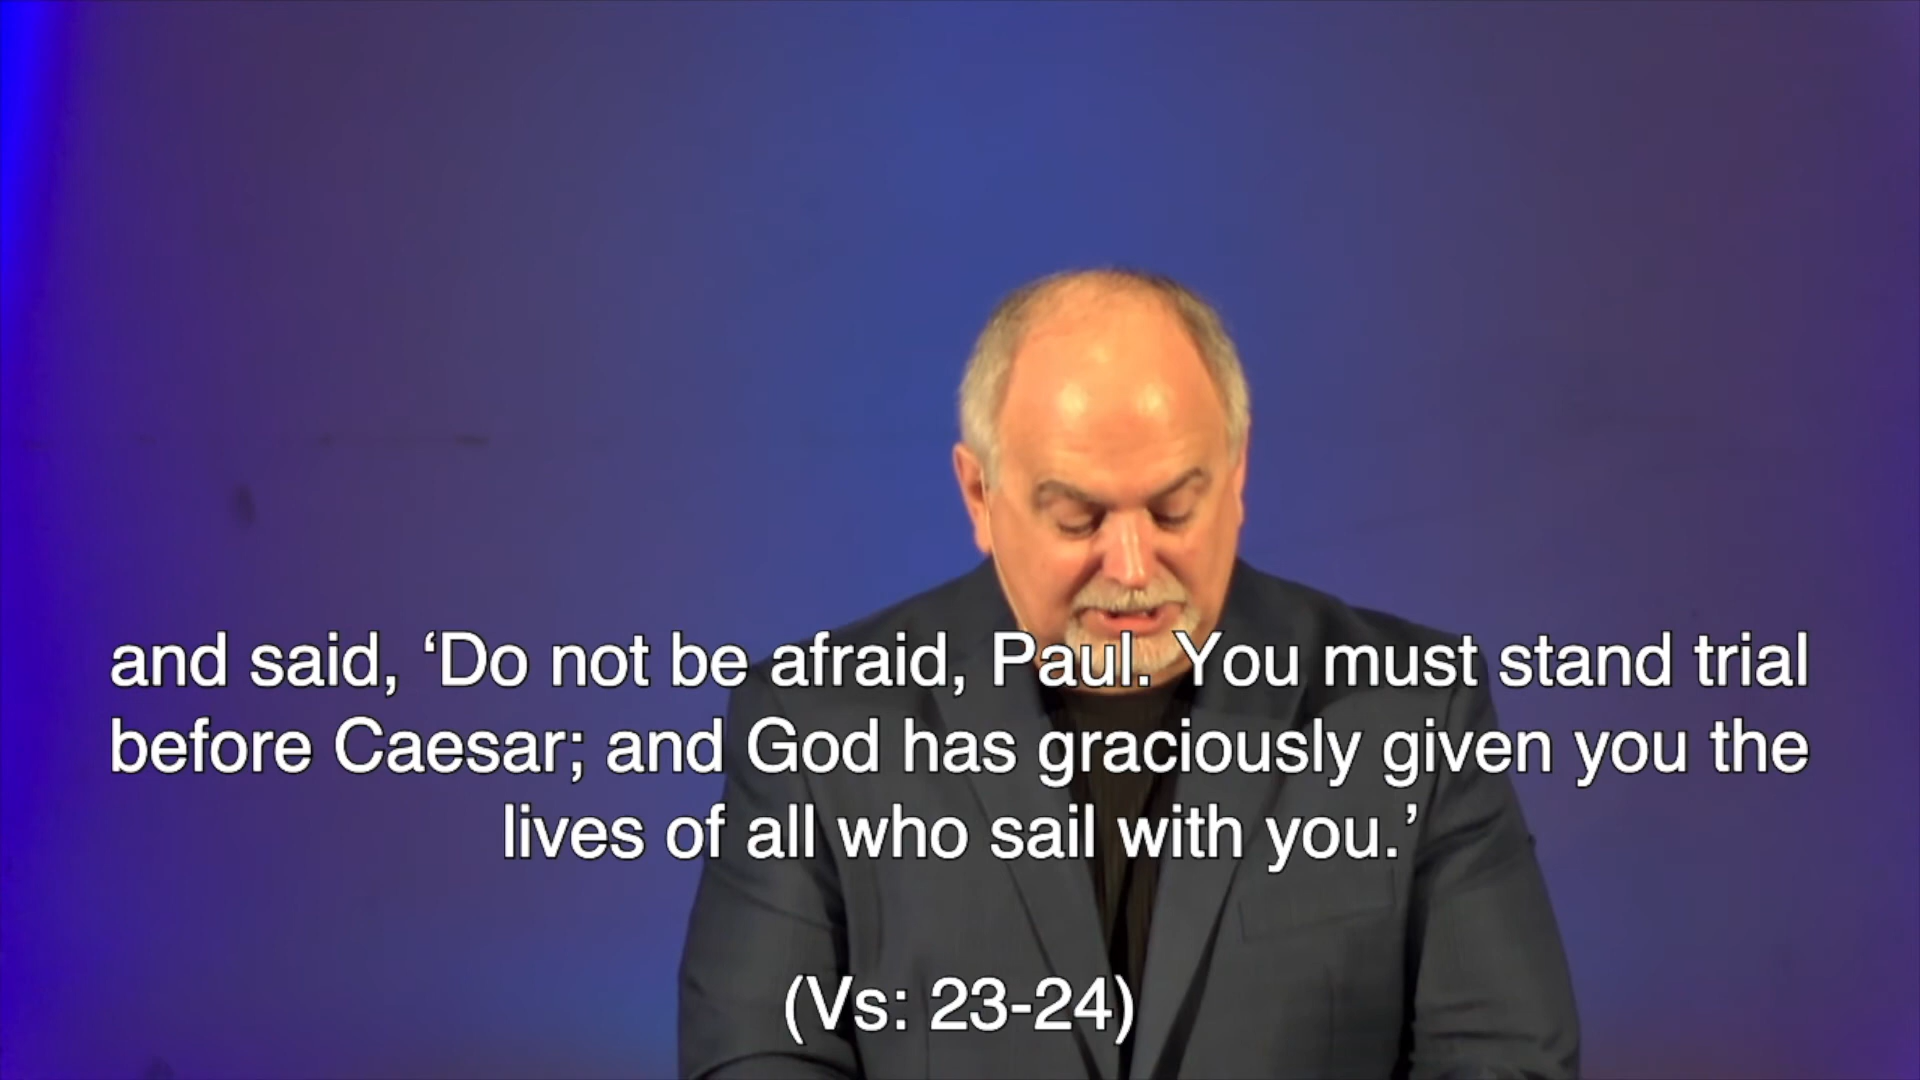 and said, ‘Do not be afraid, Paul. You must stand trial
before Caesar; and God has graciously given you the
lives of all who sail with you.’
(Vs: 23-24)